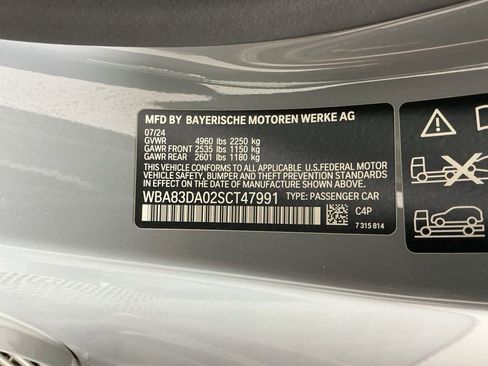 MFD BY BAYERISCHE MOTOREN WERKE AG
07/24
GVWR 4960 lbs 2250 kg
GAWR FRONT 2535 lbs 1150 kg
GAWR REAR 2601 lbs 1180 kg
THIS CAR CONFORMS TO ALL APPLICABLE U.S.FEDERAL MOTOR
VEHICLE SAFETY, BUMPER AND THEFT PREVENTION STANDARDS
IN EFFECT ON THE DATE OF MANUFACTURE SHOWN ABOVE.
WBA83DA02SCT47991 TYPE: PASSENGER CAR
C4P
7 315 814